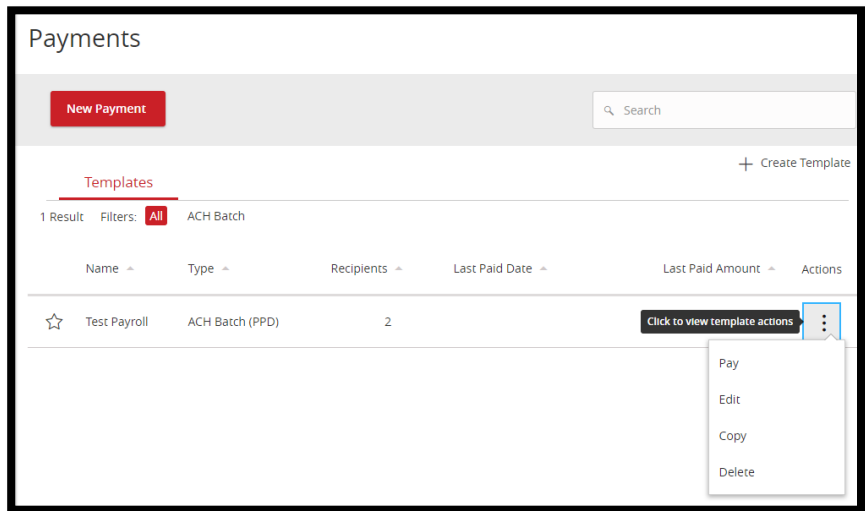 Payments
New Payment
Search
Create Template
Templates
1 Result Filters: All ACH Batch
Name Type Recipients Last Paid Date Last Paid Amount Actions
Test Payroll ACH Batch (PPD) 2 Click to view template actions
Pay
Edit
Copy
Delete